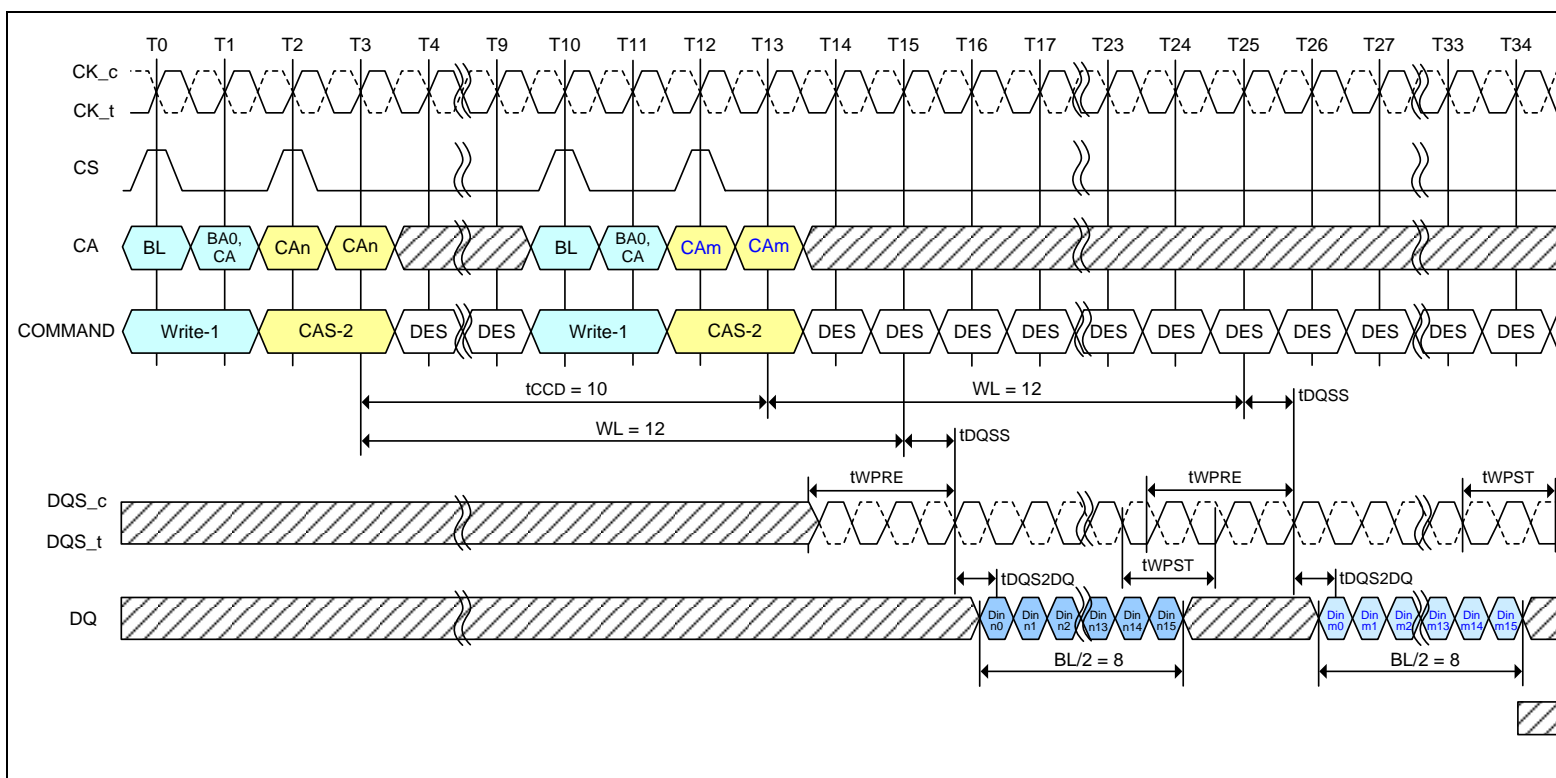 T0 T1 T2 T3 T4 T9 T10 T11 T12 T13 T14 T15 T16 T17 T23 T24 T25 T26 T27 T33 T34
CK_c
CK_t
CS
CA BL BA0, CA CAn CAn BL BA0, CA CAm CAm
COMMAND Write-1 CAS-2 DES DES Write-1 CAS-2 DES DES DES DES DES DES DES DES DES DES DES
tCCD = 10 WL = 12 tDQSS
WL = 12 tDQSS
tWPRE tWPRE tWPST
DQS_c
DQS_t
tWPST
tDQS2DQ tDQS2DQ
DQ Din n0 Din n1 Din n2 Din n13 Din n14 Din n15 Din m0 Din m1 Din m2 Din m13 Din m14 Din m15
BL/2 = 8 BL/2 = 8